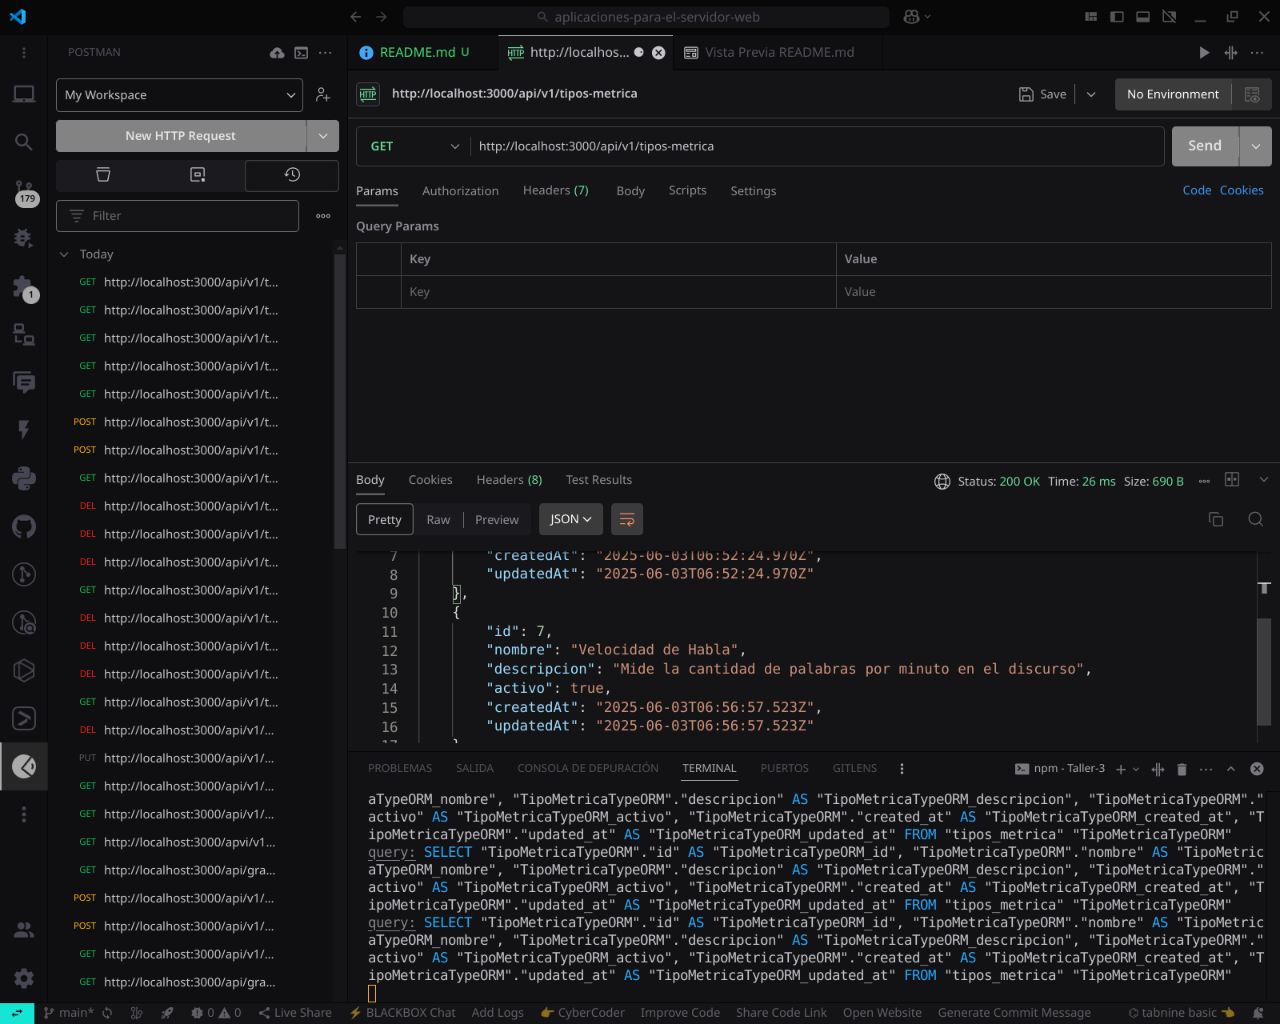 aplicaciones-para-el-servidor-web
POSTMAN
README.md U
http://localhos...
Vista Previa README.md
My Workspace
HTTP
http://localhost:3000/api/v1/tipos-metrica
Save
No Environment
New HTTP Request
GET
http://localhost:3000/api/v1/tipos-metrica
Send
Params
Authorization
Headers (7)
Body
Scripts
Settings
Code
Cookies
179
Filter
Query Params
Key
Value
Key
Value
1
Today
GET http://localhost:3000/api/v1/t...
GET http://localhost:3000/api/v1/t...
GET http://localhost:3000/api/v1/t...
GET http://localhost:3000/api/v1/t...
GET http://localhost:3000/api/v1/t...
POST http://localhost:3000/api/v1/t...
POST http://localhost:3000/api/v1/t...
GET http://localhost:3000/api/v1/t...
DEL http://localhost:3000/api/v1/t...
DEL http://localhost:3000/api/v1/t...
DEL http://localhost:3000/api/v1/t...
GET http://localhost:3000/api/v1/t...
DEL http://localhost:3000/api/v1/t...
DEL http://localhost:3000/api/v1/t...
DEL http://localhost:3000/api/v1/t...
GET http://localhost:3000/api/v1/t...
DEL http://localhost:3000/api/v1/...
PUT http://localhost:3000/api/v1/...
GET http://localhost:3000/api/v1/...
GET http://localhost:3000/api/v1/...
GET http://localhost:3000/apvi/v1...
GET http://localhost:3000/api/gra...
POST http://localhost:3000/api/v1/...
POST http://localhost:3000/api/v1/...
GET http://localhost:3000/api/v1/...
GET http://localhost:3000/api/gra...
Body
Cookies
Headers (8)
Test Results
Status: 200 OK Time: 26 ms Size: 690 B
Pretty
Raw
Preview
JSON
7 "createdAt": "2025-06-03T06:52:24.970Z",
8 "updatedAt": "2025-06-03T06:52:24.970Z"
9 },
10 {
11 "id": 7,
12 "nombre": "Velocidad de Habla",
13 "descripcion": "Mide la cantidad de palabras por minuto en el discurso",
14 "activo": true,
15 "createdAt": "2025-06-03T06:56:57.523Z",
16 "updatedAt": "2025-06-03T06:56:57.523Z"
17 }
PROBLEMAS
SALIDA
CONSOLA DE DEPURACIÓN
TERMINAL
PUERTOS
GITLENS
npm - Taller-3
aTypeORM_nombre", "TipoMetricaTypeORM"."descripcion" AS "TipoMetricaTypeORM_descripcion", "TipoMetricaTypeORM"."
activo" AS "TipoMetricaTypeORM_activo", "TipoMetricaTypeORM"."created_at" AS "TipoMetricaTypeORM_created_at", "T
ipoMetricaTypeORM"."updated_at" AS "TipoMetricaTypeORM_updated_at" FROM "tipos_metrica" "TipoMetricaTypeORM"
query: SELECT "TipoMetricaTypeORM"."id" AS "TipoMetricaTypeORM_id", "TipoMetricaTypeORM"."nombre" AS "TipoMetric
aTypeORM_nombre", "TipoMetricaTypeORM"."descripcion" AS "TipoMetricaTypeORM_descripcion", "TipoMetricaTypeORM"."
activo" AS "TipoMetricaTypeORM_activo", "TipoMetricaTypeORM"."created_at" AS "TipoMetricaTypeORM_created_at", "T
ipoMetricaTypeORM"."updated_at" AS "TipoMetricaTypeORM_updated_at" FROM "tipos_metrica" "TipoMetricaTypeORM"
query: SELECT "TipoMetricaTypeORM"."id" AS "TipoMetricaTypeORM_id", "TipoMetricaTypeORM"."nombre" AS "TipoMetric
aTypeORM_nombre", "TipoMetricaTypeORM"."descripcion" AS "TipoMetricaTypeORM_descripcion", "TipoMetricaTypeORM"."
activo" AS "TipoMetricaTypeORM_activo", "TipoMetricaTypeORM"."created_at" AS "TipoMetricaTypeORM_created_at", "T
ipoMetricaTypeORM"."updated_at" AS "TipoMetricaTypeORM_updated_at" FROM "tipos_metrica" "TipoMetricaTypeORM"
main* 0 0 Live Share BLACKBOX Chat Add Logs CyberCoder Improve Code Share Code Link Open Website Generate Commit Message tabnine basic